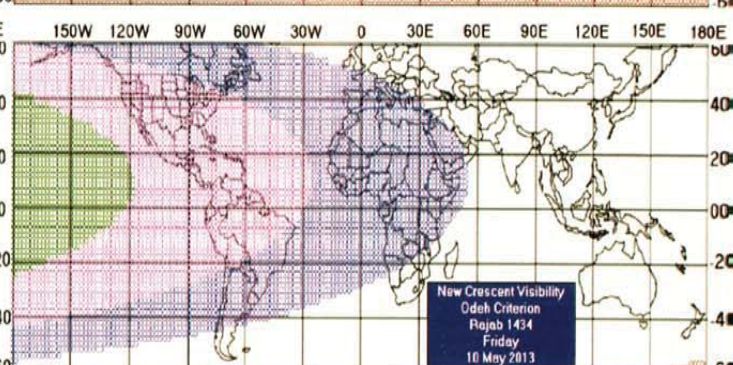 150W 120W 90W 60W 30W 0 30E 60E 90E 120E 150E 180E
60
40
20
00
-20
-40
New Crescent Visibility
Odeh Criterion
Rajab 1434
Friday
10 May 2013